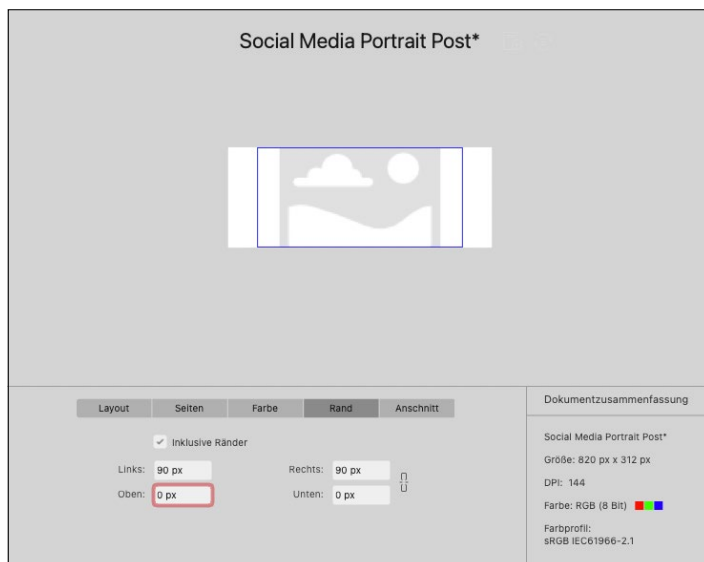 Social Media Portrait Post*
Layout Seiten Farbe Rand Anschnitt
Inklusive Ränder
Links: 90 px Rechts: 90 px
Oben: 0 px Unten: 0 px
Dokumentzusammenfassung
Social Media Portrait Post*
Größe: 820 px x 312 px
DPI: 144
Farbe: RGB (8 Bit)
Farbprofil:
sRGB IEC61966-2.1